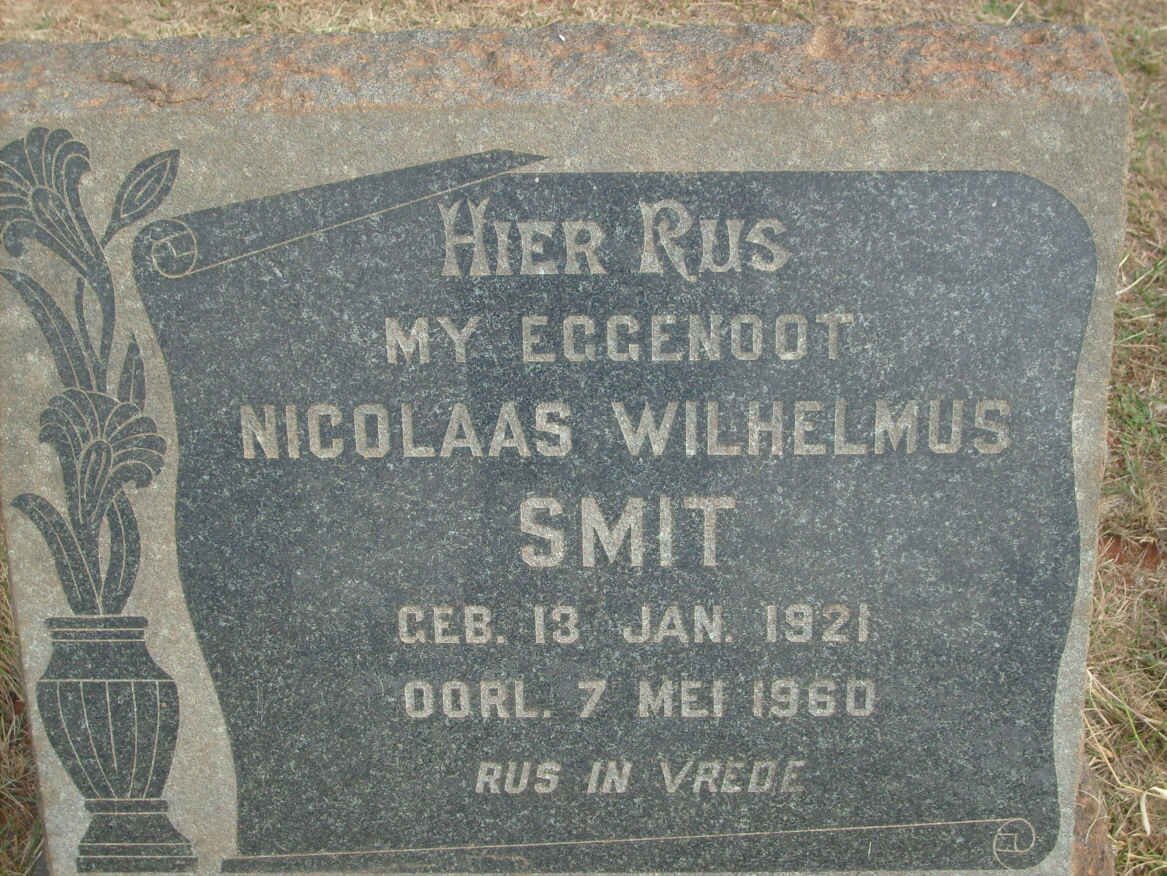 HIER RUS
MY EGGENOOT
NICOLAAS WILHELMUS
SMIT
GEB. 13 JAN. 1921
OORL. 7 MEI 1960
RUS IN VREDE